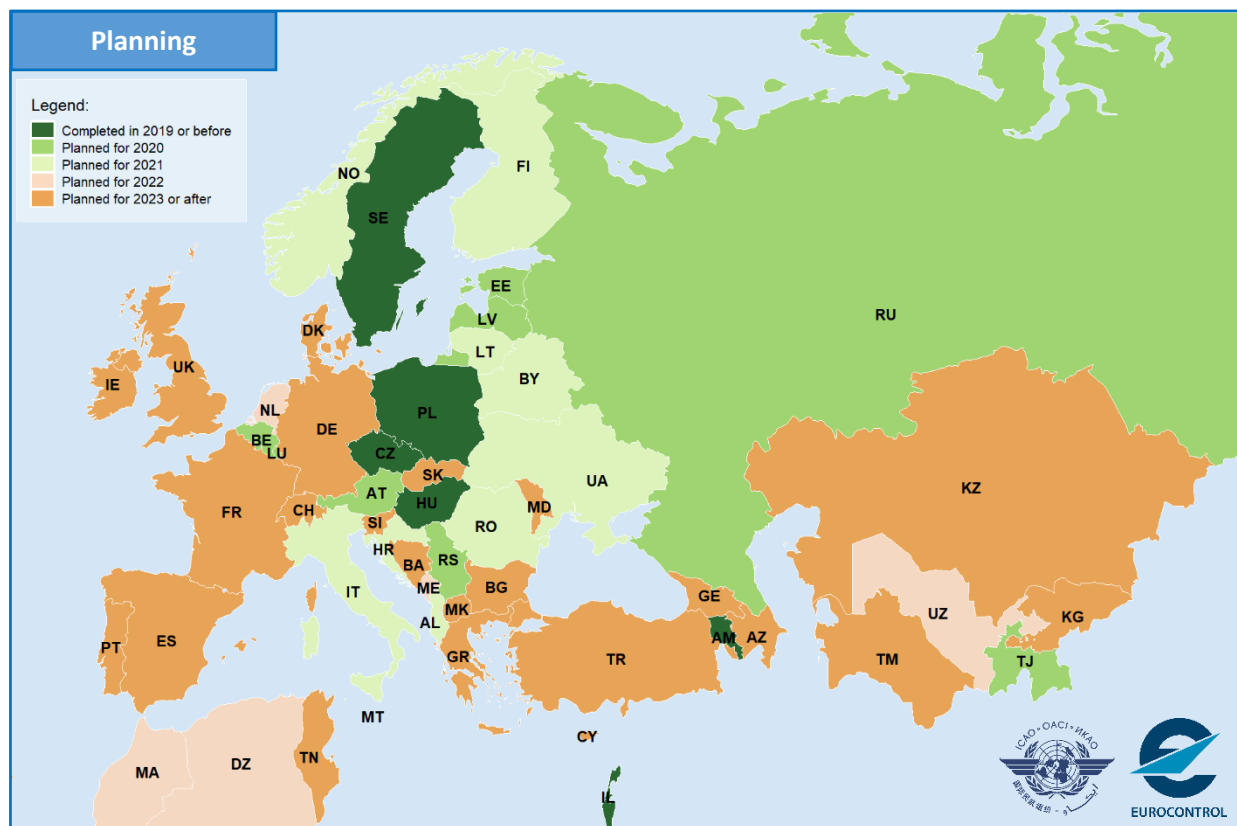 Planning
Legend:
Completed in 2019 or before
Planned for 2020
Planned for 2021
Planned for 2022
Planned for 2023 or after
NO
FI
SE
EE
RU
LV
DK
LT
UK
BY
IE
NL
PL
DE
BE
LU
CZ
SK
UA
KZ
AT
HU
FR
CH
MD
SI
RO
HR
RS
BA
ME
BG
IT
GE
UZ
KG
MK
AL
AM
AZ
PT
ES
GR
TR
TM
TJ
MT
CY
TN
DZ
MA
IL
ICAO • OACI • ИКАО
EUROCONTROL